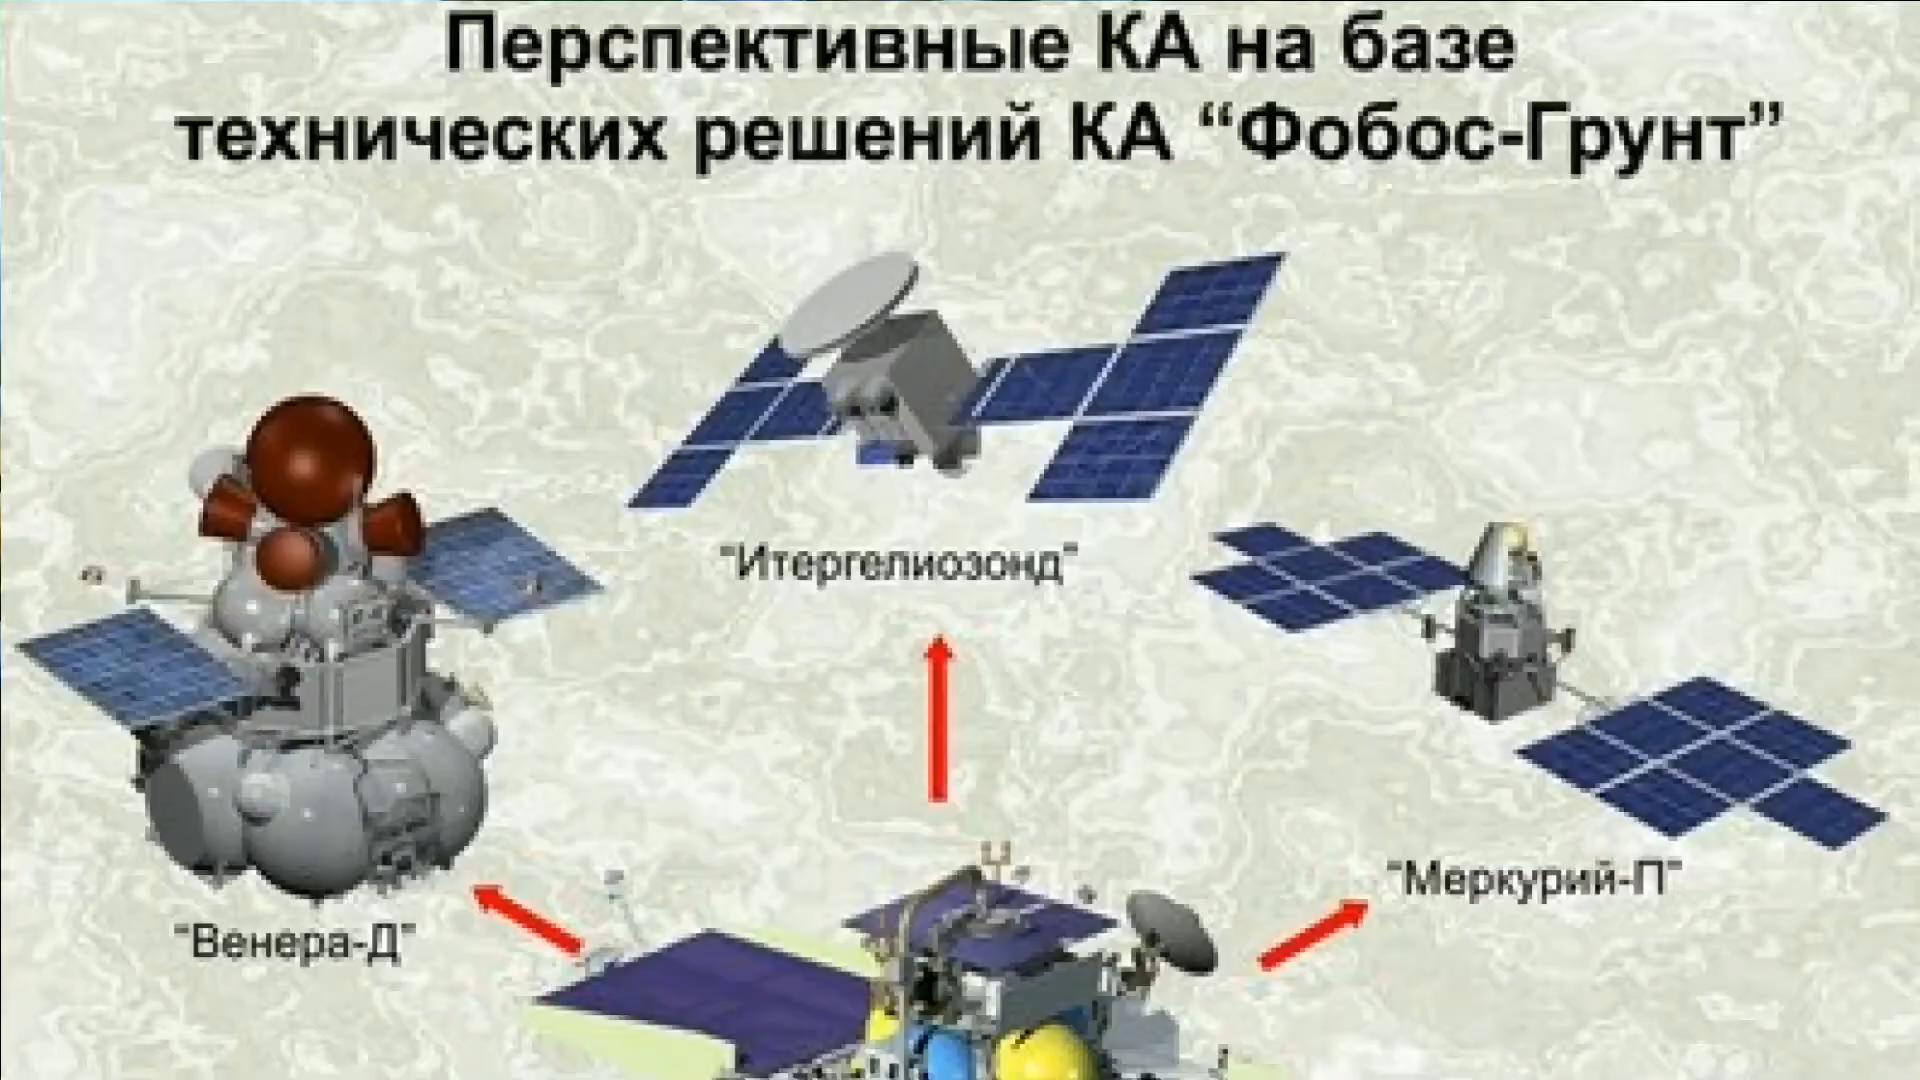 Перспективные КА на базе
технических решений КА “Фобос-Грунт”
“Итергелиозонд”
“Меркурий-П”
“Венера-Д”